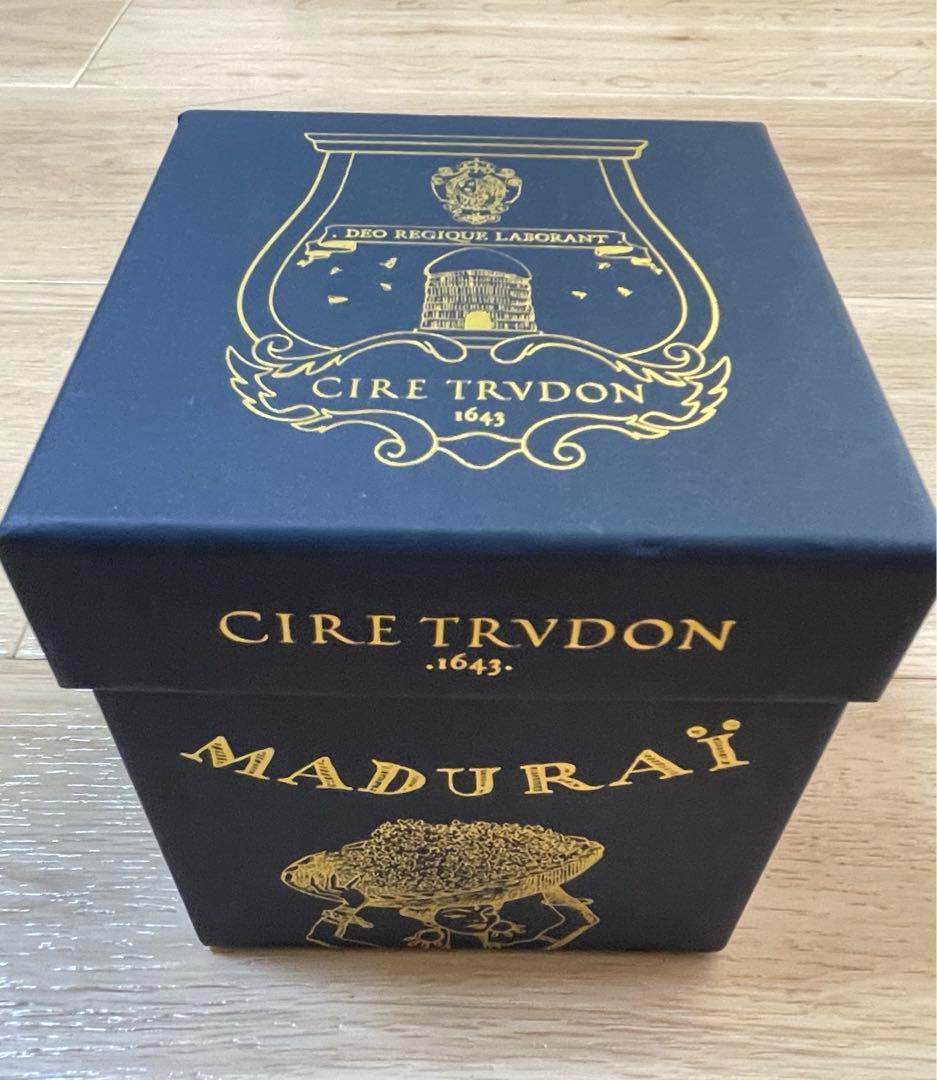 . DEO REGIQUE LABORANT .
CIRE TRVDON
1643
CIRE TRVDON
.1643.
MADURAÏ